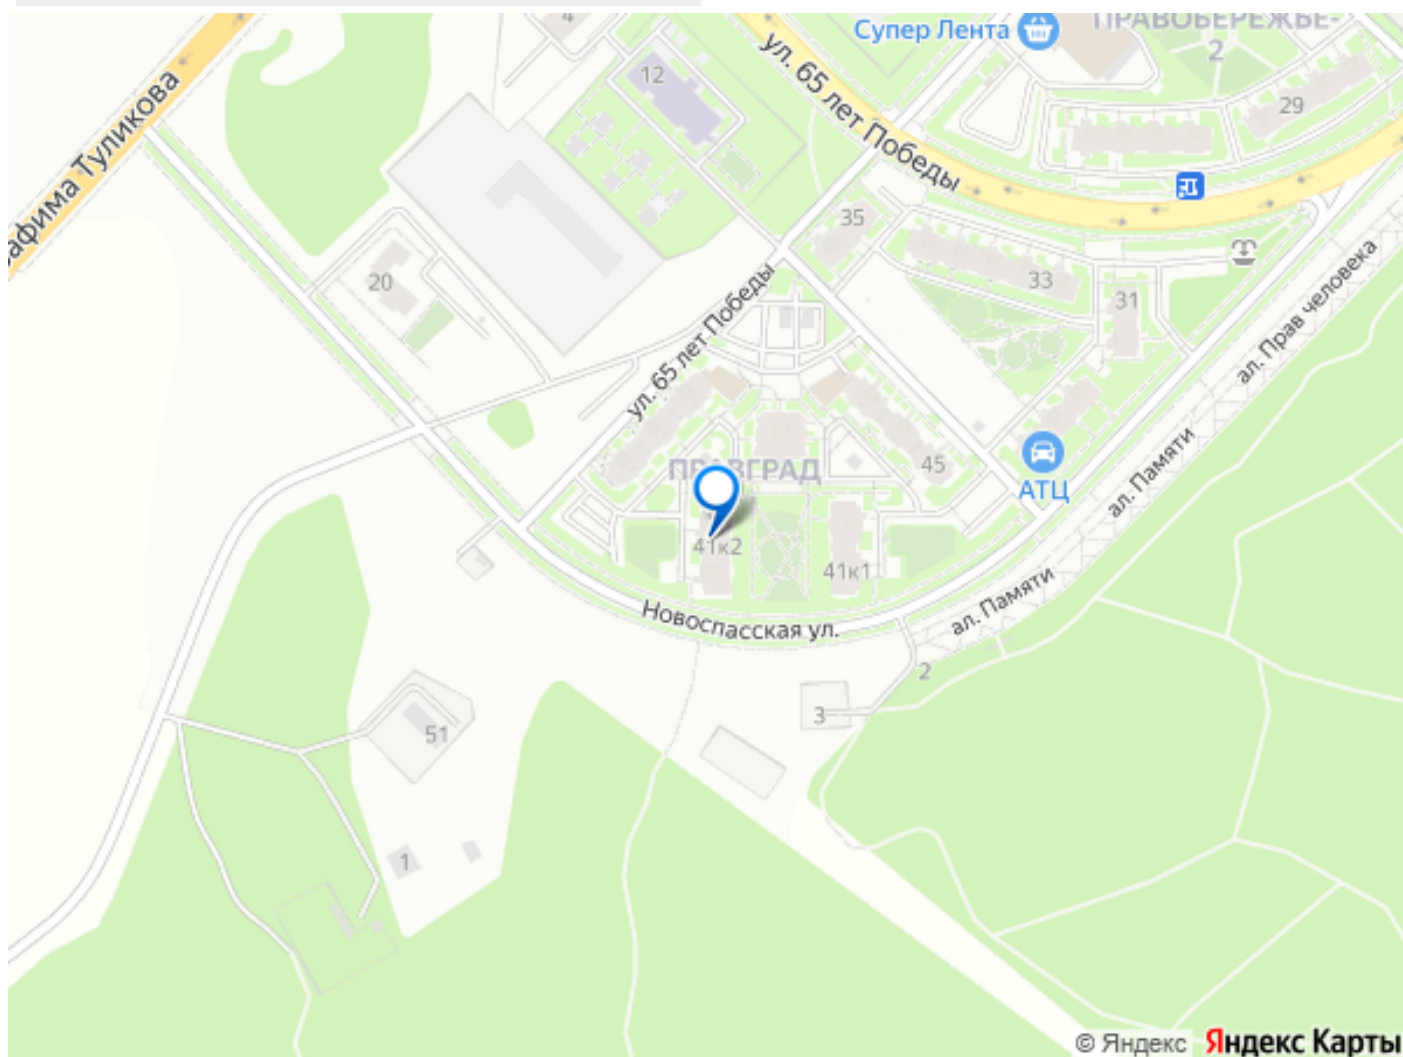 4
Супер Лента
ПРАВОБЕРЕЖЬЕ-
2
12
29
ул. 65 лет Победы
афима Туликова
35
20
33
31
ал. Прав человека
ул. 65 лет Победы
ПРАВГРАД
45
АТЦ
ал. Памяти
41к2
41к1
Новоспасская ул.
ал. Памяти
2
3
51
1
© Яндекс Яндекс Карты